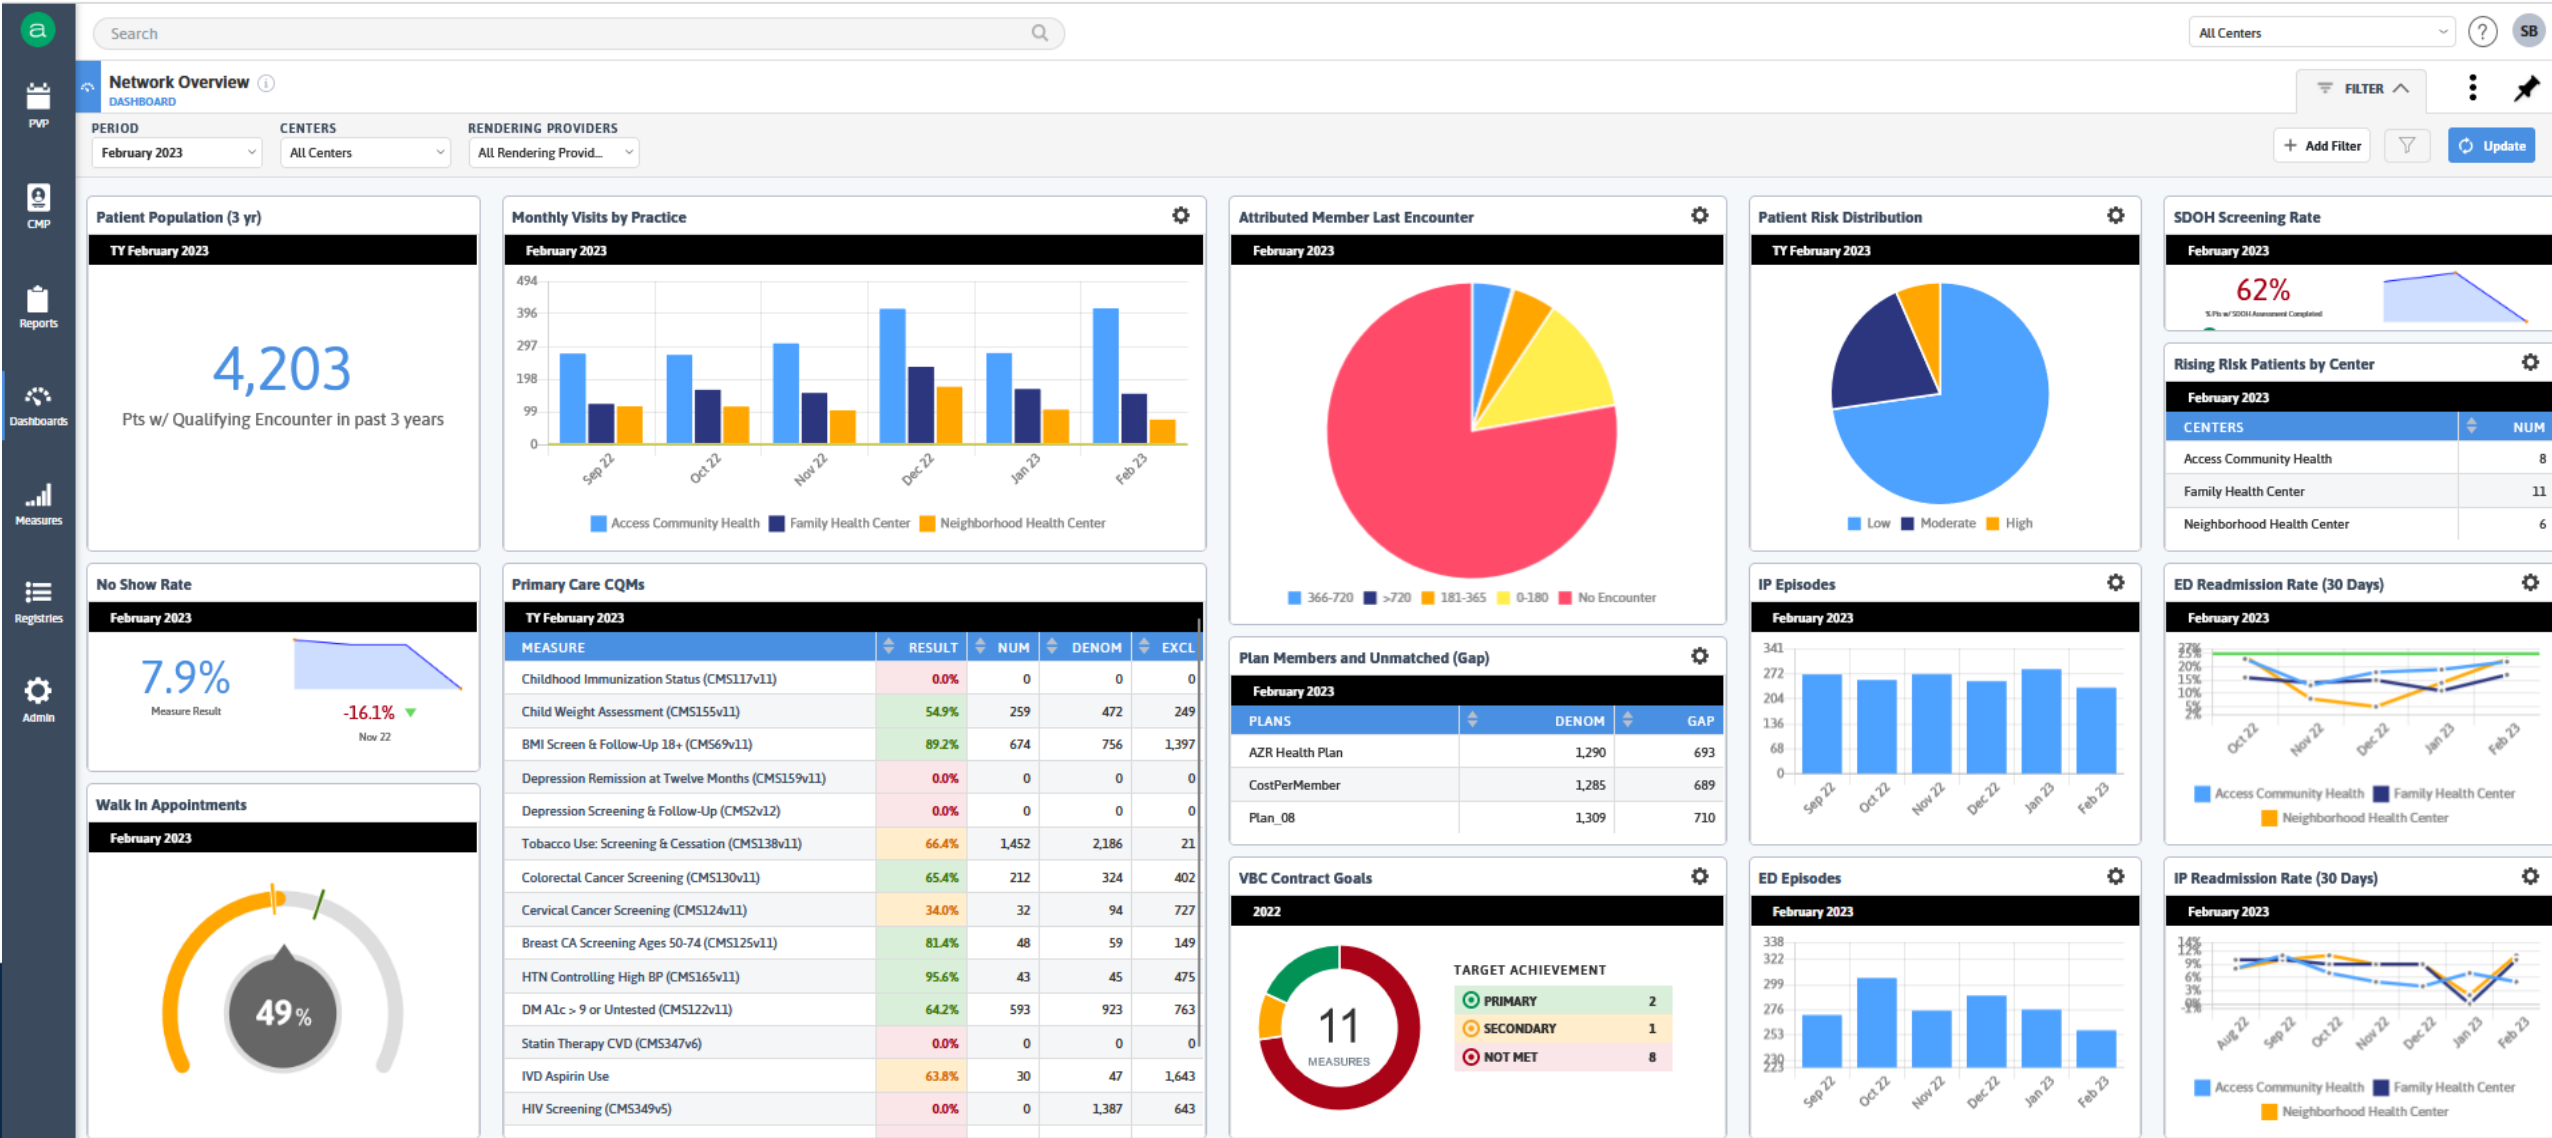 a
Search
All Centers
?
SB
Network Overview
DASHBOARD
FILTER
PVP
CMP
Reports
Dashboards
Measures
Registries
Admin
PERIOD
CENTERS
RENDERING PROVIDERS
February 2023
All Centers
All Rendering Provid...
+ Add Filter
Update
Patient Population (3 yr)
TY February 2023
4,203
Pts w/ Qualifying Encounter in past 3 years
Monthly Visits by Practice
February 2023
494
396
297
198
99
0
Sep 22 Oct 22 Nov 22 Dec 22 Jan 23 Feb 23
Access Community Health Family Health Center Neighborhood Health Center
Attributed Member Last Encounter
February 2023
366-720 >720 181-365 0-180 No Encounter
Patient Risk Distribution
TY February 2023
Low Moderate High
SDOH Screening Rate
February 2023
62%
% Pts w/ SDOH Assessment Completed
Rising RIsk Patients by Center
February 2023
CENTERS NUM
Access Community Health 8
Family Health Center 11
Neighborhood Health Center 6
No Show Rate
February 2023
7.9%
Measure Result
-16.1%
Nov 22
Walk In Appointments
February 2023
49%
Primary Care CQMs
TY February 2023
MEASURE RESULT NUM DENOM EXCL
Childhood Immunization Status (CMS117v11) 0.0% 0 0 0
Child Weight Assessment (CMS155v11) 54.9% 259 472 249
BMI Screen & Follow-Up 18+ (CMS69v11) 89.2% 674 756 1,397
Depression Remission at Twelve Months (CMS159v11) 0.0% 0 0 0
Depression Screening & Follow-Up (CMS2v12) 0.0% 0 0 0
Tobacco Use: Screening & Cessation (CMS138v11) 66.4% 1,452 2,186 21
Colorectal Cancer Screening (CMS130v11) 65.4% 212 324 402
Cervical Cancer Screening (CMS124v11) 34.0% 32 94 727
Breast CA Screening Ages 50-74 (CMS125v11) 81.4% 48 59 149
HTN Controlling High BP (CMS165v11) 95.6% 43 45 475
DM A1c > 9 or Untested (CMS122v11) 64.2% 593 923 763
Statin Therapy CVD (CMS347v6) 0.0% 0 0 0
IVD Aspirin Use 63.8% 30 47 1,643
HIV Screening (CMS349v5) 0.0% 0 1,387 643
Plan Members and Unmatched (Gap)
February 2023
PLANS DENOM GAP
AZR Health Plan 1,290 693
CostPerMember 1,285 689
Plan_08 1,309 710
VBC Contract Goals
2022
11
MEASURES
TARGET ACHIEVEMENT
PRIMARY 2
SECONDARY 1
NOT MET 8
IP Episodes
February 2023
341
272
204
136
68
0
Sep 22 Oct 22 Nov 22 Dec 22 Jan 23 Feb 23
ED Episodes
February 2023
338
322
299
276
253
230
223
Sep 22 Oct 22 Nov 22 Dec 22 Jan 23 Feb 23
ED Readmission Rate (30 Days)
February 2023
27%
25%
20%
15%
10%
5%
2%
Oct 22 Nov 22 Dec 22 Jan 23 Feb 23
Access Community Health Family Health Center
Neighborhood Health Center
IP Readmission Rate (30 Days)
February 2023
14%
12%
9%
6%
3%
0%
-1%
Aug 22 Sep 22 Oct 22 Nov 22 Dec 22 Jan 23 Feb 23
Access Community Health Family Health Center
Neighborhood Health Center